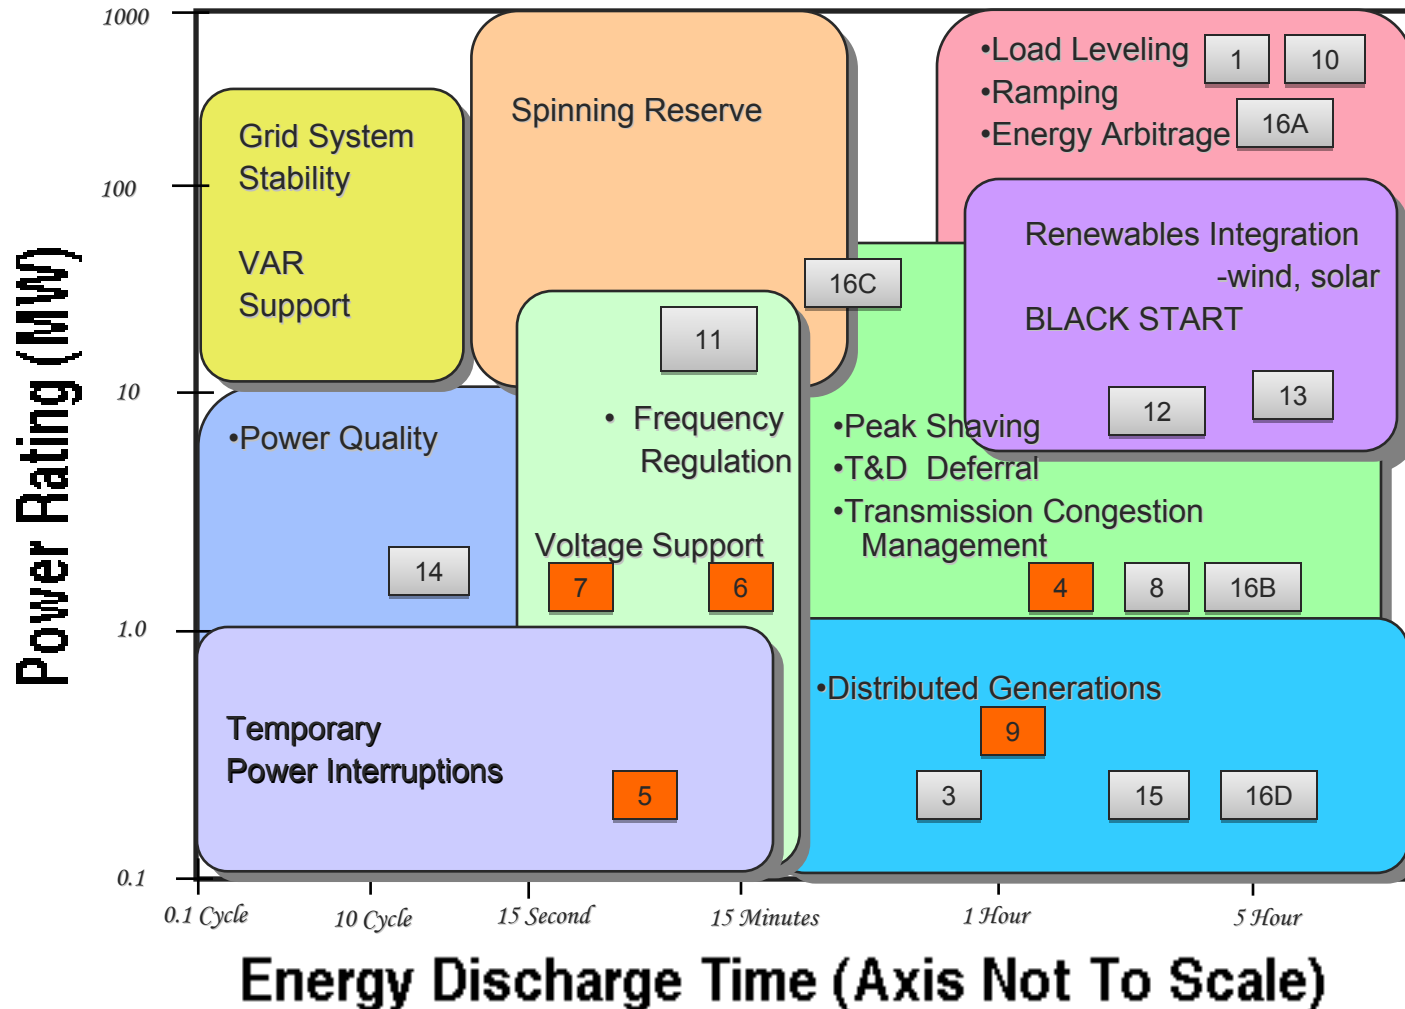 1000
•Load Leveling
1
10
•Ramping
Spinning Reserve
•Energy Arbitrage
16A
Grid System
Stability
100
VAR
Support
Renewables Integration
-wind, solar
BLACK START
16C
11
10
12
13
•Power Quality
• Frequency
Regulation
•Peak Shaving
•T&D Deferral
•Transmission Congestion
Management
Voltage Support
14
7
6
4
8
16B
1.0
•Distributed Generations
Temporary
Power Interruptions
9
5
3
15
16D
0.1
0.1 Cycle
10 Cycle
15 Second
15 Minutes
1 Hour
5 Hour
Power Rating (MW)
Energy Discharge Time (Axis Not To Scale)